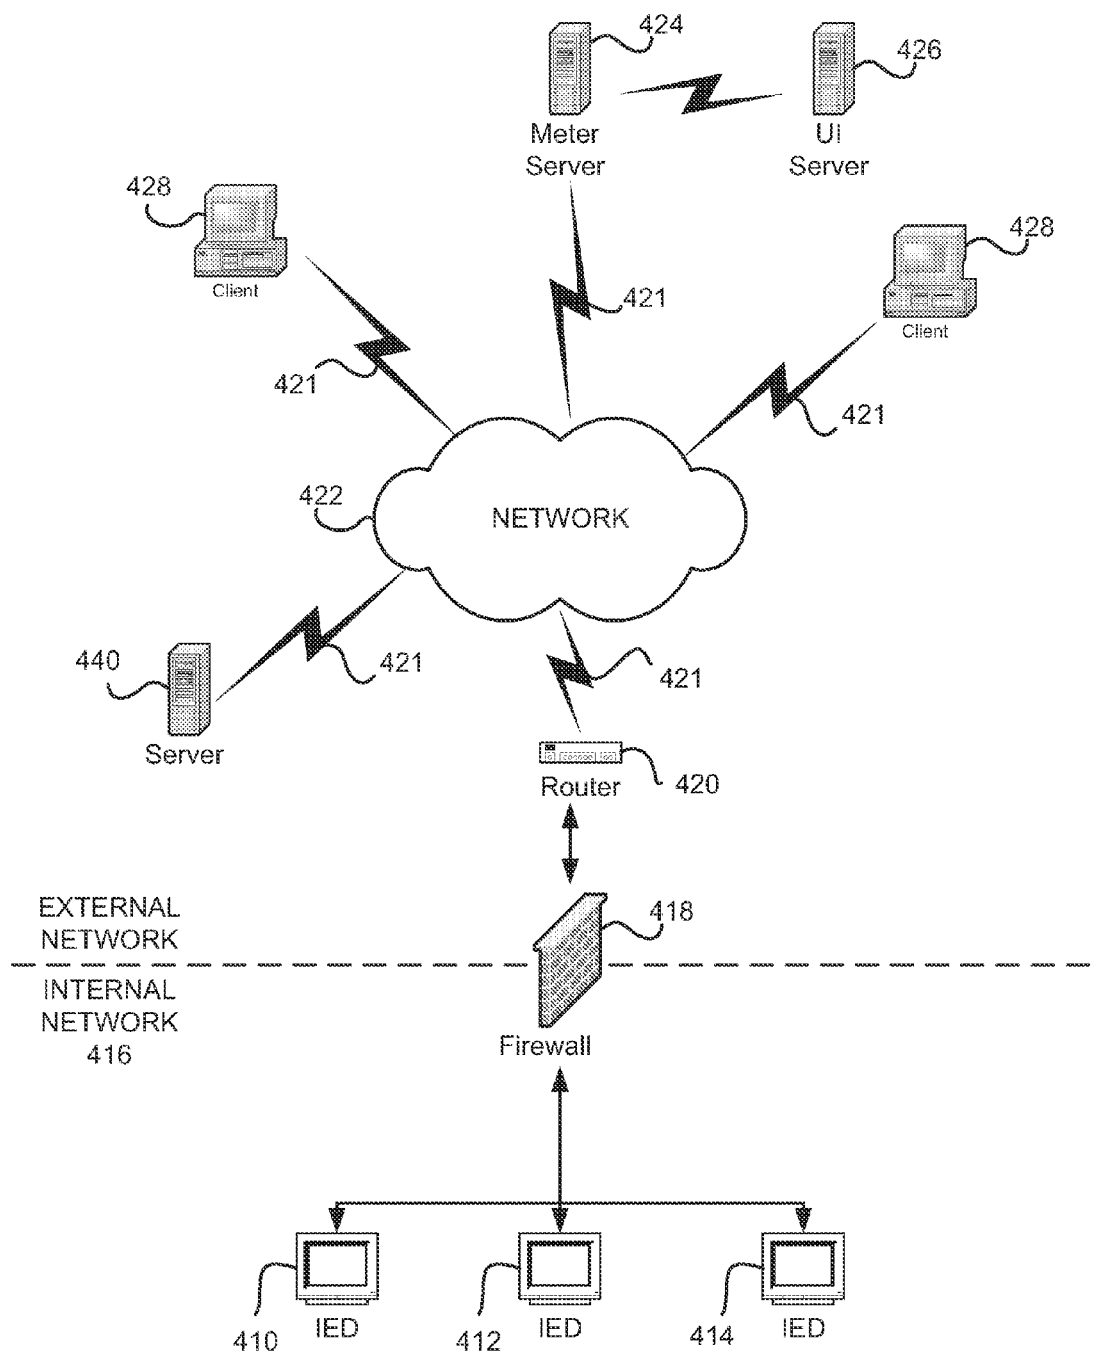 424
426
Meter
Server
UI
Server
428
Client
428
Client
421
421
421
422
NETWORK
440
Server
421
421
Router
420
EXTERNAL
NETWORK
418
INTERNAL
NETWORK
416
Firewall
410
IED
412
IED
414
IED